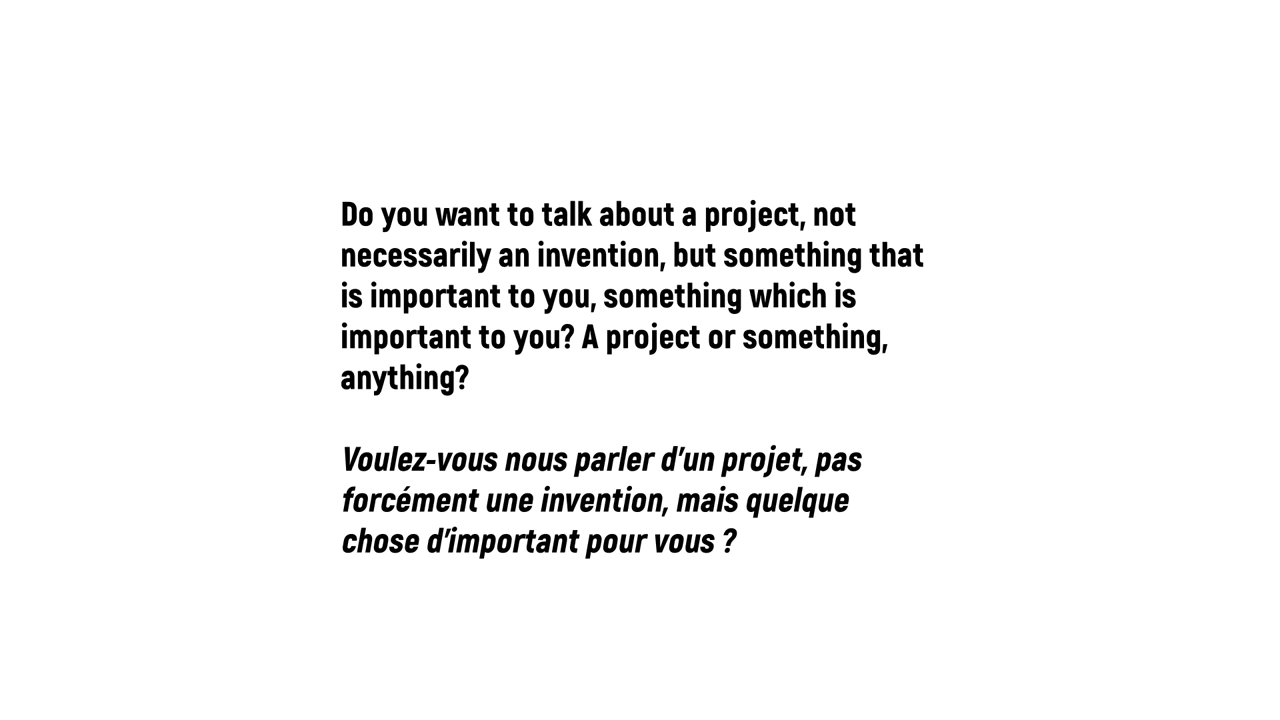 Do you want to talk about a project, not
necessarily an invention, but something that
is important to you, something which is
important to you? A project or something,
anything?
Voulez-vous nous parler d’un projet, pas
forcément une invention, mais quelque
chose d’important pour vous ?